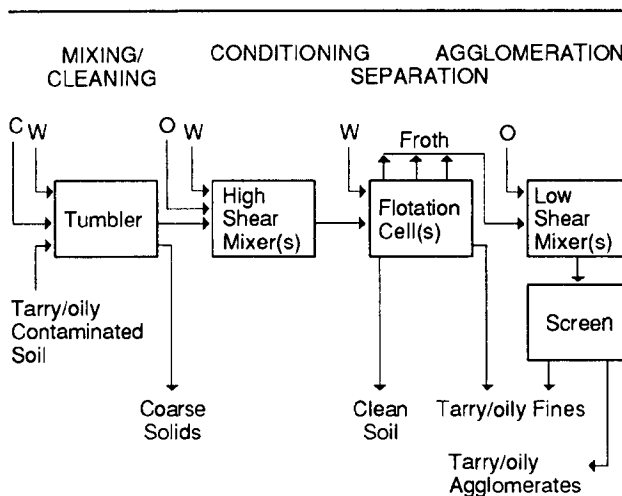 MIXING/
CLEANING
CONDITIONING
SEPARATION
AGGLOMERATION
C
W
O
W
W
Froth
O
Tumbler
High
Shear
Mixer(s)
Flotation
Cell(s)
Low
Shear
Mixer(s)
Screen
Tarry/oily
Contaminated
Soil
Coarse
Solids
Clean
Soil
Tarry/oily Fines
Tarry/oily
Agglomerates